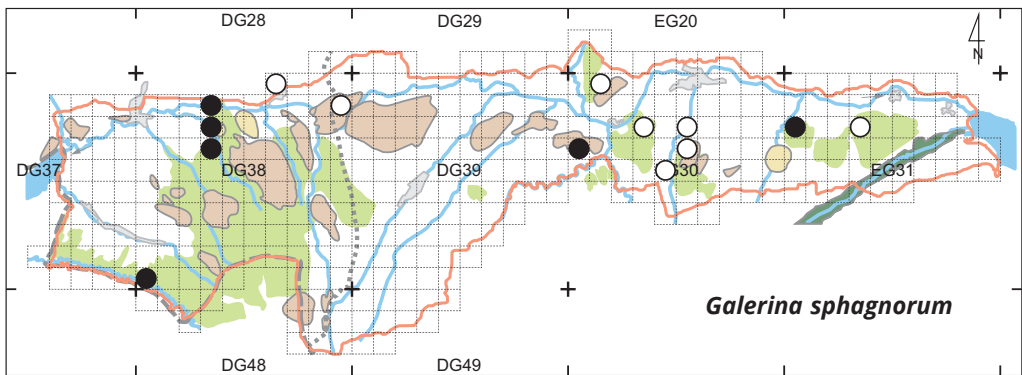 DG28 DG29 EG20
N
DG37 DG38 DG39 EG30 EG31
Galerina sphagnorum
DG48 DG49